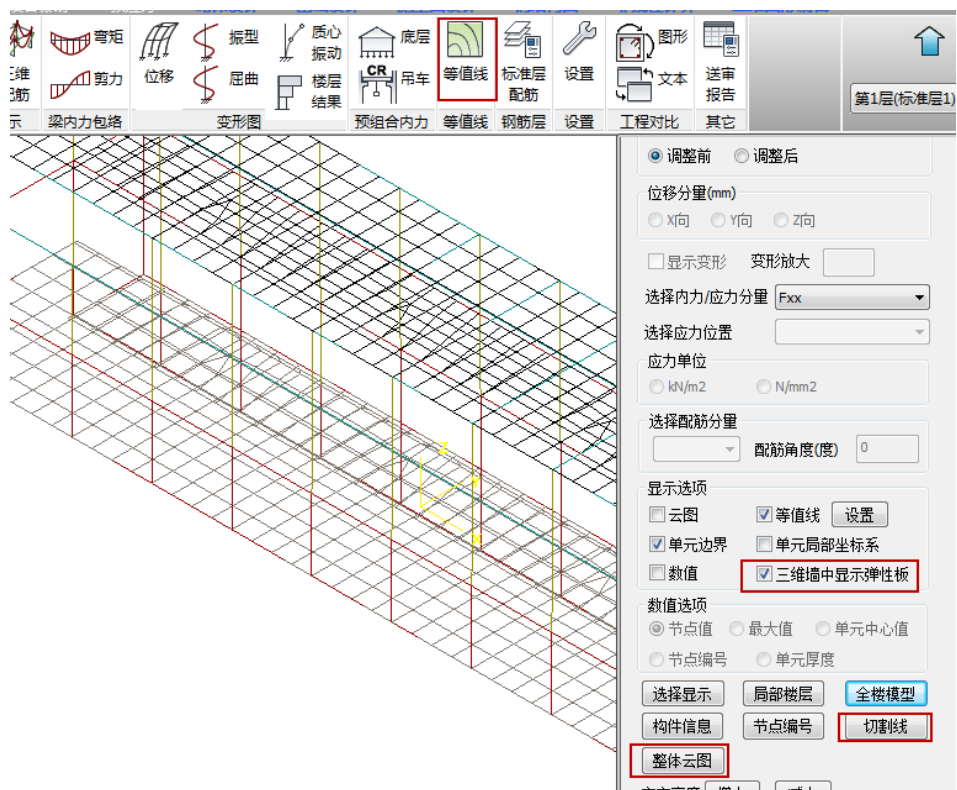 弯矩 振型 质心振动 底层 图形
三维配筋 位移 等值线 标准层配筋 设置 送审报告
剪力 屈曲 楼层结果 CR 吊车 文本
示 梁内力包络 变形图 预组合内力 等值线 钢筋层 设置 工程对比 其它
第1层(标准层1)
调整前 调整后
位移分量(mm)
X向 Y向 Z向
显示变形 变形放大
选择内力/应力分量 Fxx
选择应力位置
应力单位
kN/m2 N/mm2
选择配筋分量
配筋角度(度) 0
显示选项
云图 等值线 设置
单元边界 单元局部坐标系
数值 三维墙中显示弹性板
数值选项
节点值 最大值 单元中心值
节点编号 单元厚度
选择显示 局部楼层 全楼模型
构件信息 节点编号 切割线
整体云图
Z
Y
X